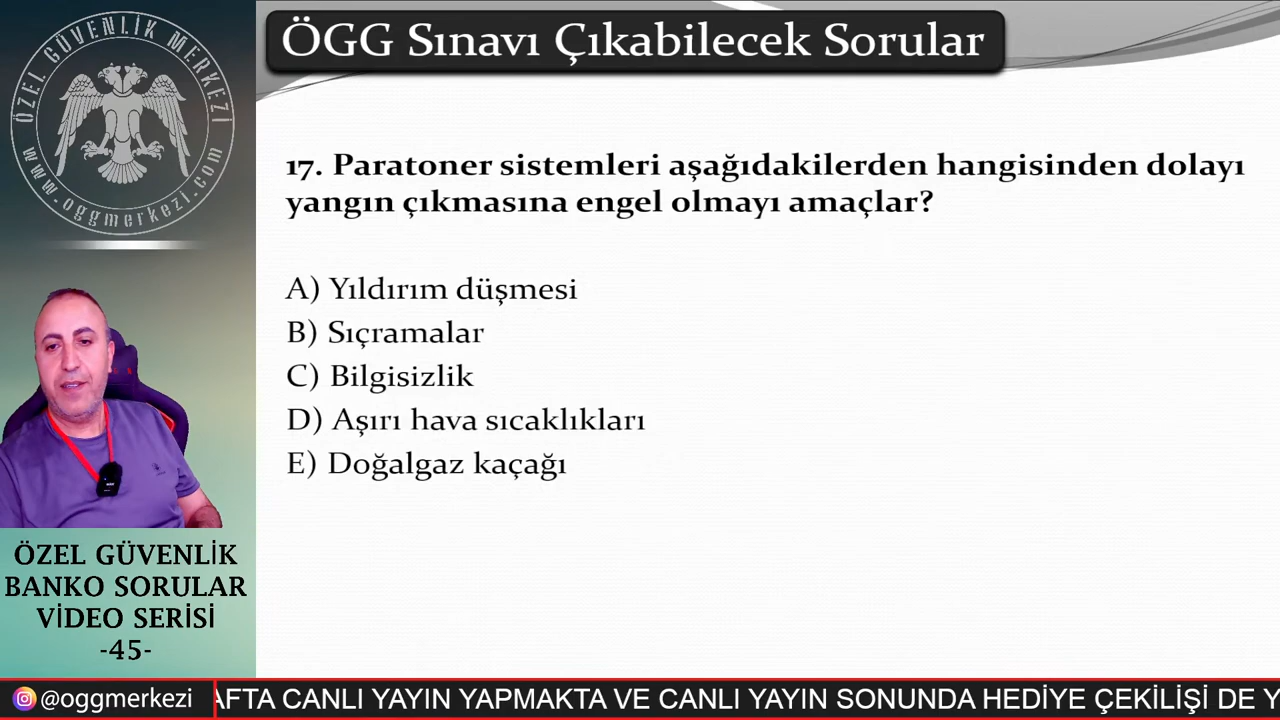 ÖZEL GÜVENLİK MERKEZİ
www.oggmerkezi.com
ÖGG Sınavı Çıkabilecek Sorular
17. Paratoner sistemleri aşağıdakilerden hangisinden dolayı
yangın çıkmasına engel olmayı amaçlar?
A) Yıldırım düşmesi
B) Sıçramalar
C) Bilgisizlik
D) Aşırı hava sıcaklıkları
E) Doğalgaz kaçağı
ÖZEL GÜVENLİK
BANKO SORULAR
VİDEO SERİSİ
-45-
@oggmerkezi
AFTA CANLI YAYIN YAPMAKTA VE CANLI YAYIN SONUNDA HEDİYE ÇEKİLİŞİ DE Y